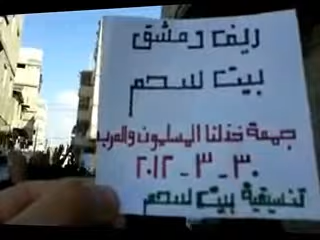 ريف دمشق
بيت سحم
جمعة خذلنا المسلمون والعرب
٣٠ - ٣ - ٢٠١٢
تنسيقية بيت سحم